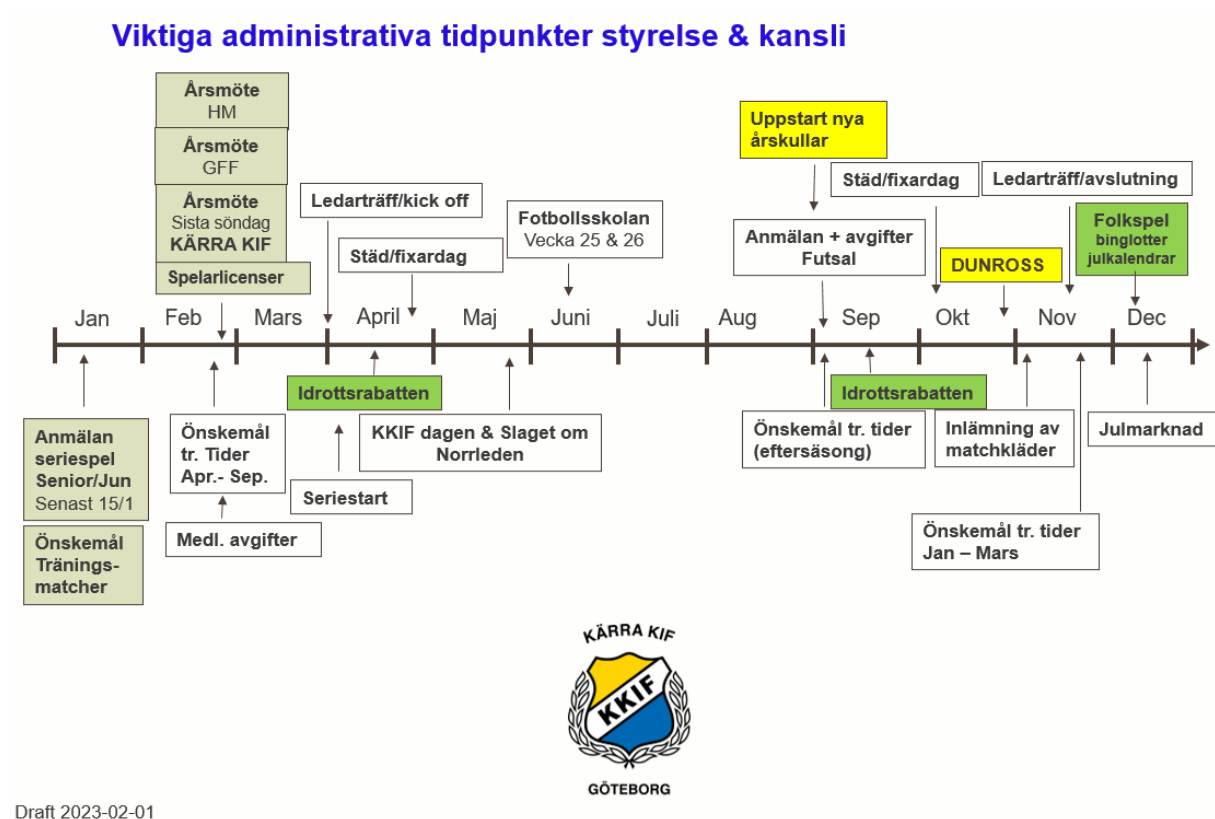 Viktiga administrativa tidpunkter styrelse & kansli
Årsmöte
HM
Årsmöte
GFF
Årsmöte
Sista söndag
KÄRRA KIF
Spelarlicenser
Ledarträff/kick off
Städ/fixardag
Fotbollsskolan
Vecka 25 & 26
Uppstart nya
årskullar
Anmälan + avgifter
Futsal
Städ/fixardag
DUNROSS
Ledarträff/avslutning
Folkspel
binglotter
julkalendrar
Jan
Feb
Mars
April
Maj
Juni
Juli
Aug
Sep
Okt
Nov
Dec
Anmälan
seriespel
Senior/Jun
Senast 15/1
Önskemål
Tränings-
matcher
Önskemål
tr. Tider
Apr.- Sep.
Medl. avgifter
Idrottsrabatten
Seriestart
KKIF dagen & Slaget om
Norrleden
Önskemål tr. tider
(eftersäsong)
Idrottsrabatten
Inlämning av
matchkläder
Önskemål tr. tider
Jan – Mars
Julmarknad
KÄRRA KIF
KKIF
GÖTEBORG
Draft 2023-02-01